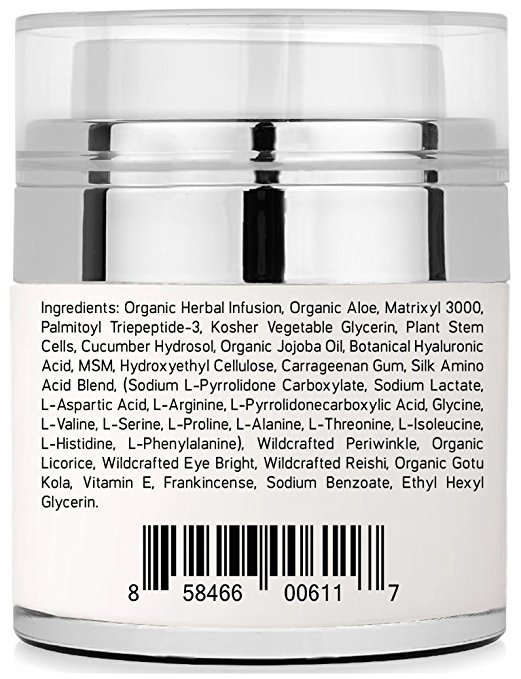 Ingredients: Organic Herbal Infusion, Organic Aloe, Matrixyl 3000,
Palmitoyl Triepeptide-3, Kosher Vegetable Glycerin, Plant Stem
Cells, Cucumber Hydrosol, Organic Jojoba Oil, Botanical Hyaluronic
Acid, MSM, Hydroxyethyl Cellulose, Carrageenan Gum, Silk Amino
Acid Blend, (Sodium L-Pyrrolidone Carboxylate, Sodium Lactate,
L-Aspartic Acid, L-Arginine, L-Pyrrolidonecarboxylic Acid, Glycine,
L-Valine, L-Serine, L-Proline, L-Alanine, L-Threonine, L-Isoleucine,
L-Histidine, L-Phenylalanine), Wildcrafted Periwinkle, Organic
Licorice, Wildcrafted Eye Bright, Wildcrafted Reishi, Organic Gotu
Kola, Vitamin E, Frankincense, Sodium Benzoate, Ethyl Hexyl
Glycerin.
8 58466 00611 7